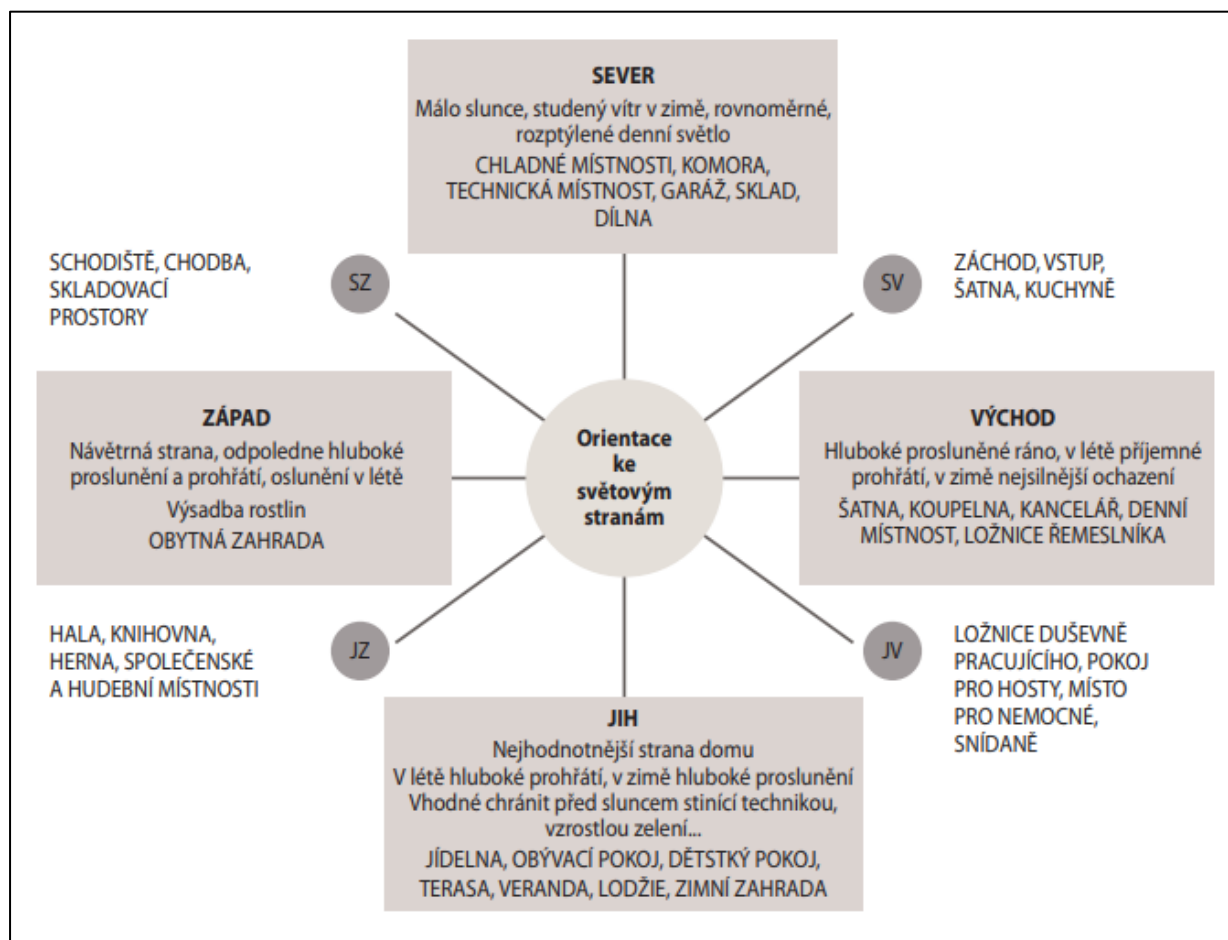 SEVER
Málo slunce, studený vítr v zimě, rovnoměrné,
rozptýlené denní světlo
CHLADNÉ MÍSTNOSTI, KOMORA,
TECHNICKÁ MÍSTNOST, GARÁŽ, SKLAD,
DÍLNA
SCHODIŠTĚ, CHODBA,
SKLADOVACÍ
PROSTORY
SZ
SV
ZÁCHOD, VSTUP,
ŠATNA, KUCHYNĚ
ZÁPAD
Návětrná strana, odpoledne hluboké
proslunění a prohřátí, oslunění v létě
Výsadba rostlin
OBYTNÁ ZAHRADA
Orientace
ke
světovým
stranám
VÝCHOD
Hluboké prosluněné ráno, v létě příjemné
prohřátí, v zimě nejsilnější ochazení
ŠATNA, KOUPELNA, KANCELÁŘ, DENNÍ
MÍSTNOST, LOŽNICE ŘEMESLNÍKA
HALA, KNIHOVNA,
HERNA, SPOLEČENSKÉ
A HUDEBNÍ MÍSTNOSTI
JZ
JV
LOŽNICE DUŠEVNĚ
PRACUJÍCÍHO, POKOJ
PRO HOSTY, MÍSTO
PRO NEMOCNÉ,
SNÍDANĚ
JIH
Nejhodnotnější strana domu
V létě hluboké prohřátí, v zimě hluboké proslunění
Vhodné chránit před sluncem stinící technikou,
vzrostlou zelení...
JÍDELNA, OBÝVACÍ POKOJ, DĚTSTKÝ POKOJ,
TERASA, VERANDA, LODŽIE, ZIMNÍ ZAHRADA